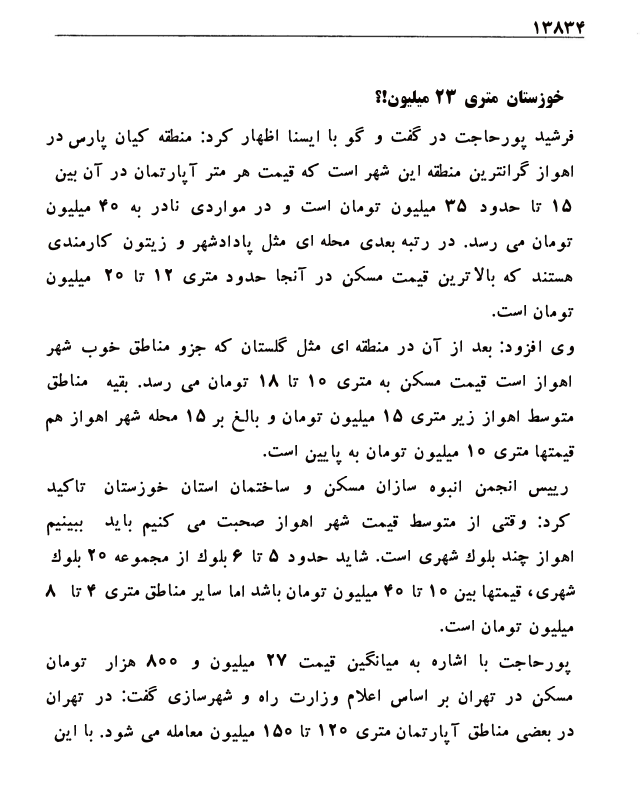 ۱۳۸۳۴
خوزستان متری ۲۳ میلیون!؟
فرشید پورحاجت در گفت و گو با ایسنا اظهار کرد: منطقه کیان پارس در
اهواز گرانترین منطقه این شهر است که قیمت هر متر آپارتمان در آن بین
۱۵ تا حدود ۳۵ میلیون تومان است و در مواردی نادر به ۴۰ میلیون
تومان می رسد. در رتبه بعدی محله ای مثل پادادشهر و زیتون کارمندی
هستند که بالاترین قیمت مسکن در آنجا حدود متری ۱۲ تا ۲۰ میلیون
تومان است.
وی افزود: بعد از آن در منطقه ای مثل گلستان که جزو مناطق خوب شهر
اهواز است قیمت مسکن به متری ۱۰ تا ۱۸ تومان می رسد. بقیه مناطق
متوسط اهواز زیر متری ۱۵ میلیون تومان و بالغ بر ۱۵ محله شهر اهواز هم
قیمتها متری ۱۰ میلیون تومان به پایین است.
رییس انجمن انبوه سازان مسکن و ساختمان استان خوزستان تاکید
کرد: وقتی از متوسط قیمت شهر اهواز صحبت می کنیم باید ببینیم
اهواز چند بلوك شهری است. شاید حدود ۵ تا ۶ بلوك از مجموعه ۲۰ بلوك
شهری، قیمتها بین ۱۰ تا ۴۰ میلیون تومان باشد اما سایر مناطق متری ۴ تا ۸
میلیون تومان است.
پورحاجت با اشاره به میانگین قیمت ۲۷ میلیون و ۸۰۰ هزار تومان
مسکن در تهران بر اساس اعلام وزارت راه و شهرسازی گفت: در تهران
در بعضی مناطق آپارتمان متری ۱۲۰ تا ۱۵۰ میلیون معامله می شود. با این